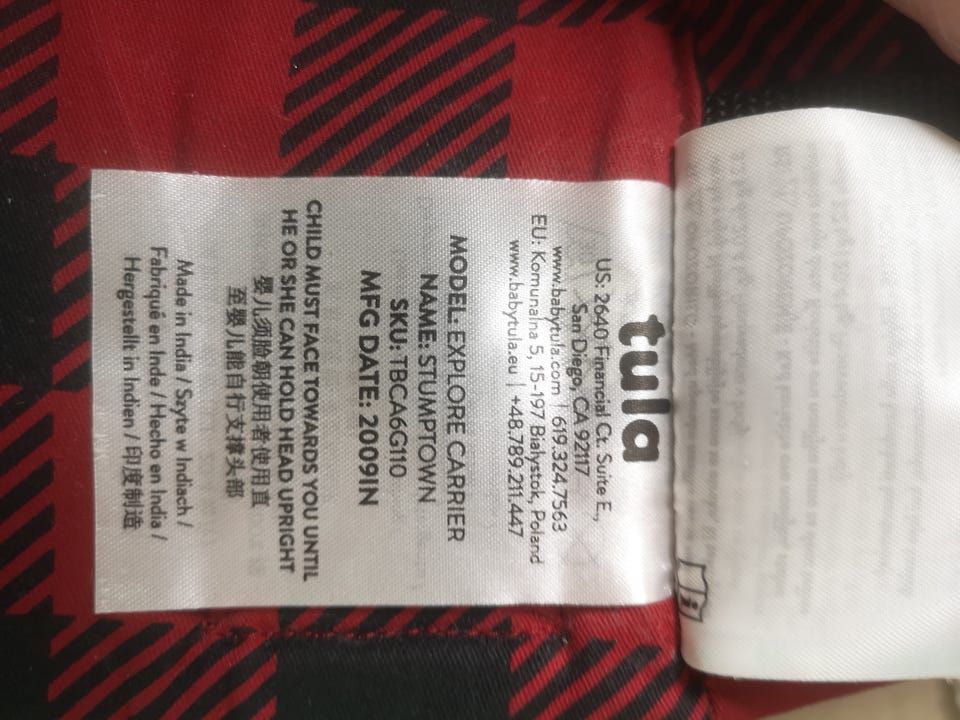 tula
US: 2640 Financial Ct. Suite E.,
San Diego, CA 92117
www.babytula.com | 619.324.7563
EU: Komunalna 5, 15-197 Białystok, Poland
www.babytula.eu | +48.789.211.447
MODEL: EXPLORE CARRIER
NAME: STUMPTOWN
SKU: TBCA6G110
MFG DATE: 2009IN
CHILD MUST FACE TOWARDS YOU UNTIL
HE OR SHE CAN HOLD HEAD UPRIGHT
婴儿须脸朝使用者使用直
至婴儿能自行支撑头部
Made in India / Szyte w Indiach /
Fabriqué en Inde / Hecho en India /
Hergestellt in Indien / 印度制造